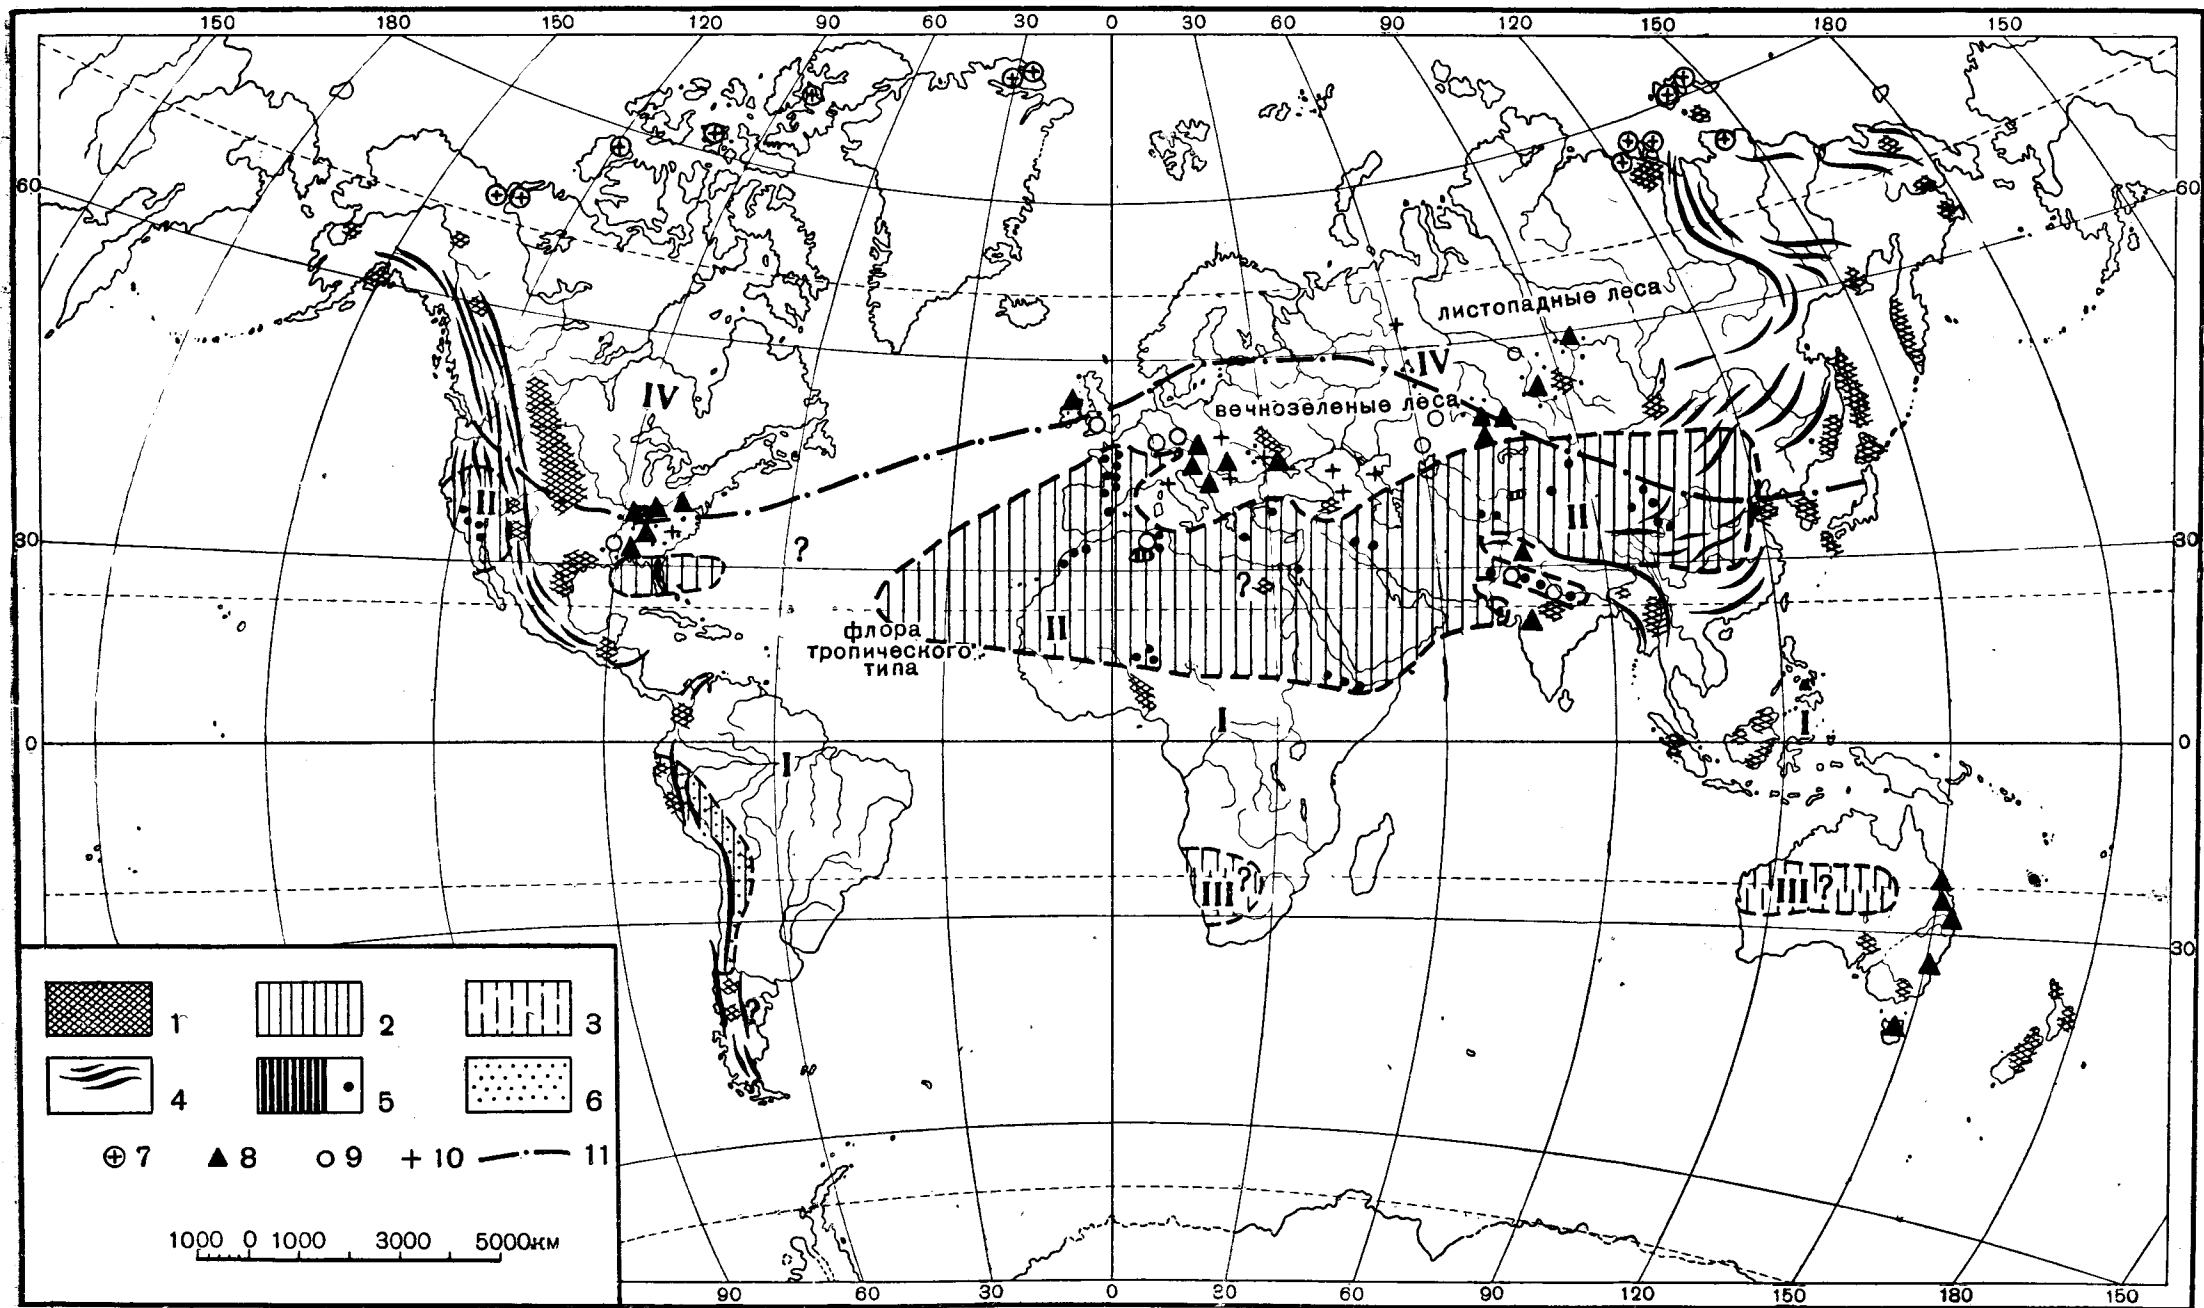 150 180 150 120 90 60 30 0 30 60 90 120 150 180 150
60
60
листопадные леса
IV
IV
вечнозеленые леса
II
II
30
?
30
?
флора
тропического
типа
II
I
I
0
0
I
III ?
III ?
30
?
1 2 3
4 5 6
7 8 9 10 11
1000 0 1000 3000 5000км
90 60 30 0 30 60 90 120 150 180 150